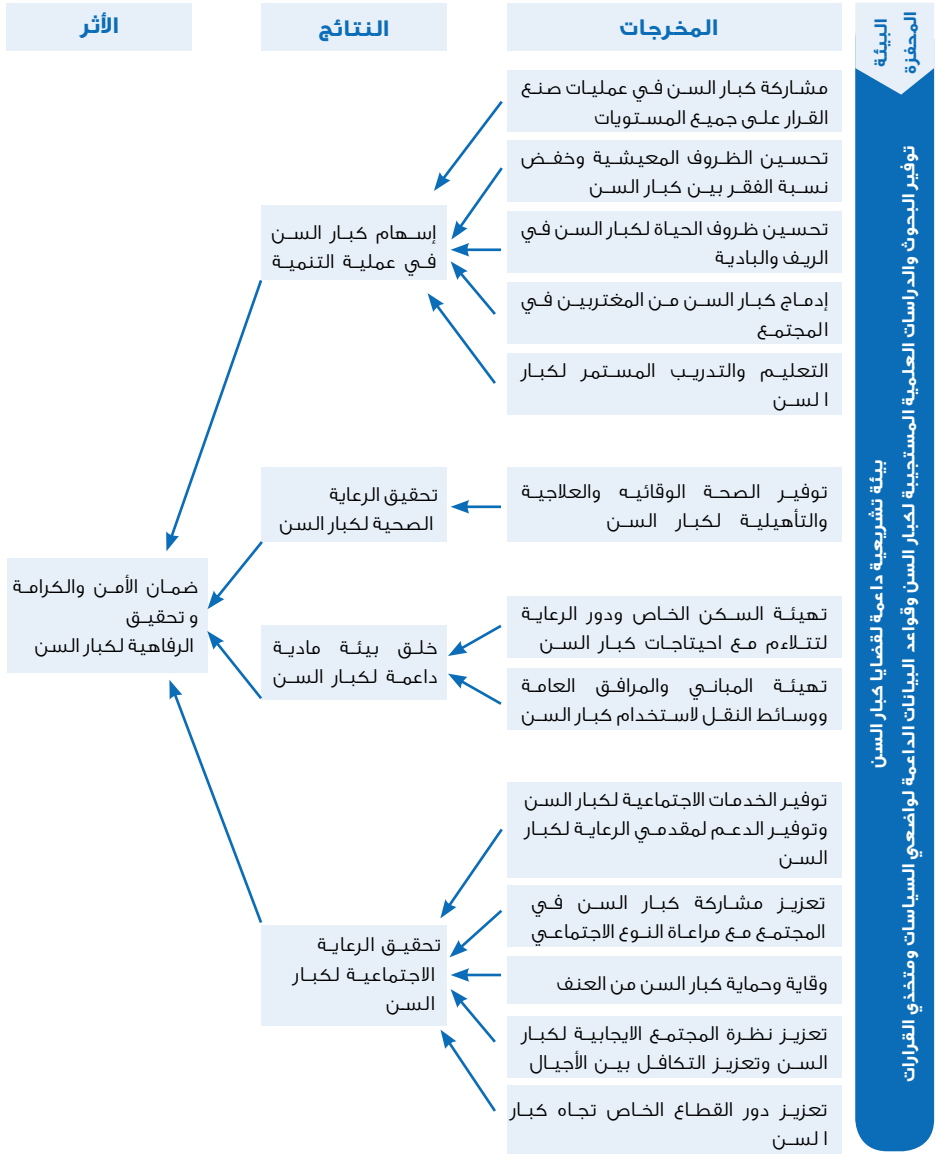 البيئة
المحفزة
المخرجات
النتائج
الأثر
بيئة تشريعية داعمة لقضايا كبار السن
توفير البحوث والدراسات العلمية المستجيبة لكبار السن وقواعد البيانات الداعمة لواضعي السياسات ومتخذي القرارات
مشاركة كبار السن في عمليات صنع
القرار على جميع المستويات
تحسين الظروف المعيشية وخفض
نسبة الفقر بين كبار السن
تحسين ظروف الحياة لكبار السن في
الريف والبادية
إدماج كبار السن من المغتربين في
المجتمع
التعليم والتدريب المستمر لكبار
السن
إسهام كبار السن
في عملية التنمية
توفير الصحة الوقائيه والعلاجية
والتأهيلية لكبار السن
تحقيق الرعاية
الصحية لكبار السن
تهيئة السكن الخاص ودور الرعاية
لتتلاءم مع احيتاجات كبار السن
تهيئة المباني والمرافق العامة
ووسائط النقل لاستخدام كبار السن
خلق بيئة مادية
داعمة لكبار السن
توفير الخدمات الاجتماعية لكبار السن
وتوفير الدعم لمقدمي الرعاية لكبار
السن
تعزيز مشاركة كبار السن في
المجتمع مع مراعاة النوع الاجتماعي
وقاية وحماية كبار السن من العنف
تعزيز نظرة المجتمع الايجابية لكبار
السن وتعزيز التكافل بين الأجيال
تعزيز دور القطاع الخاص تجاه كبار
السن
تحقيق الرعاية
الاجتماعية لكبار
السن
ضمان الأمن والكرامة
وتحقيق
الرفاهية لكبار السن